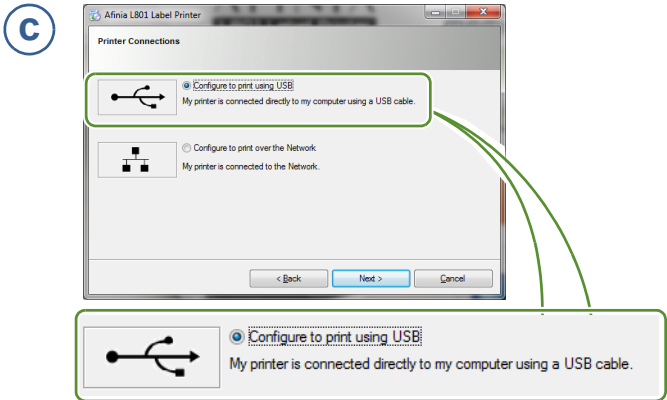 C
Afinia L801 Label Printer
Printer Connections
Configure to print using USB
My printer is connected directly to my computer using a USB cable.
Configure to print over the Network
My printer is connected to the Network.
< Back Next > Cancel
Configure to print using USB
My printer is connected directly to my computer using a USB cable.